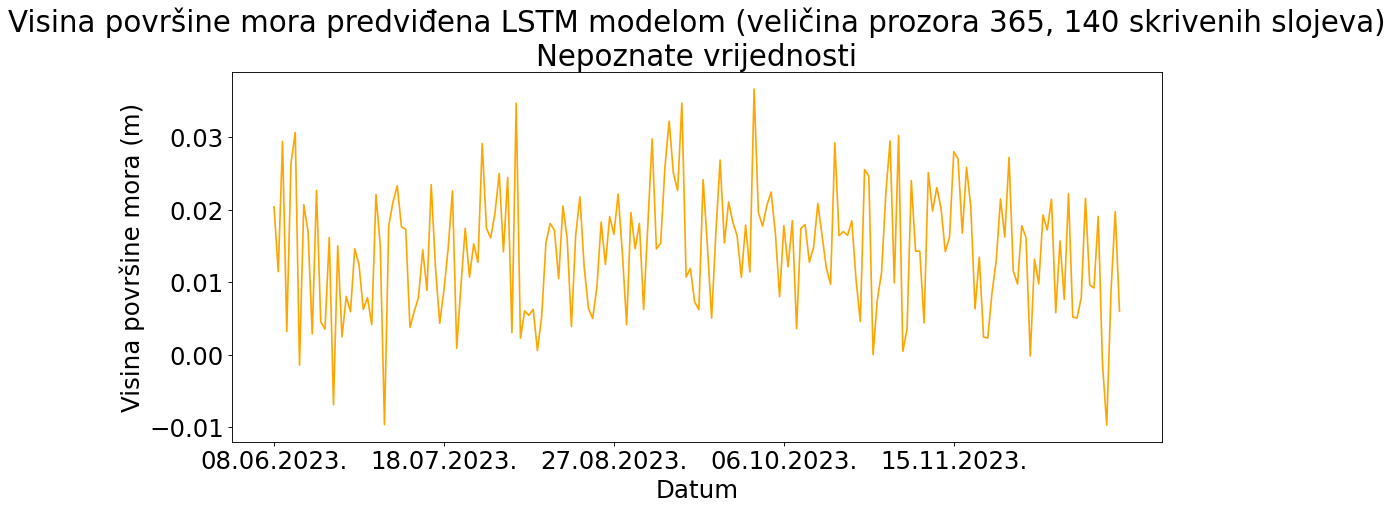 Visina površine mora predviđena LSTM modelom (veličina prozora 365, 140 skrivenih slojeva)
Nepoznate vrijednosti
Visina površine mora (m)
0.03
0.02
0.01
0.00
−0.01
08.06.2023. 18.07.2023. 27.08.2023. 06.10.2023. 15.11.2023.
Datum